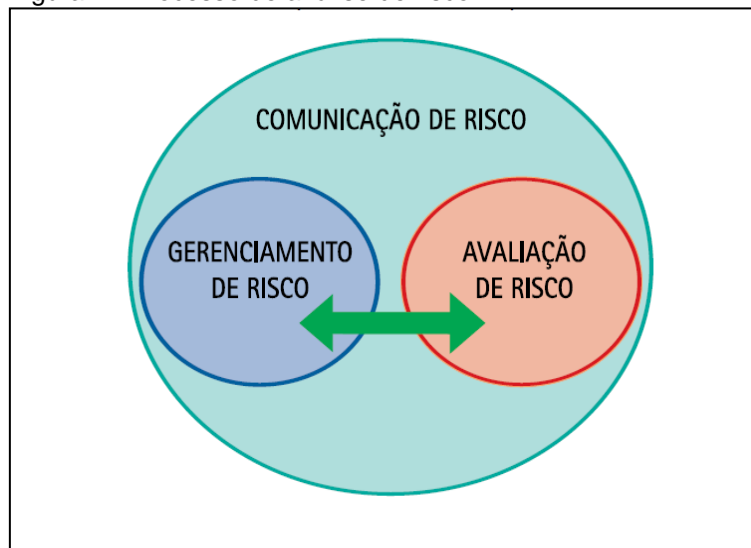 COMUNICAÇÃO DE RISCO
GERENCIAMENTO
DE RISCO
AVALIAÇÃO
DE RISCO